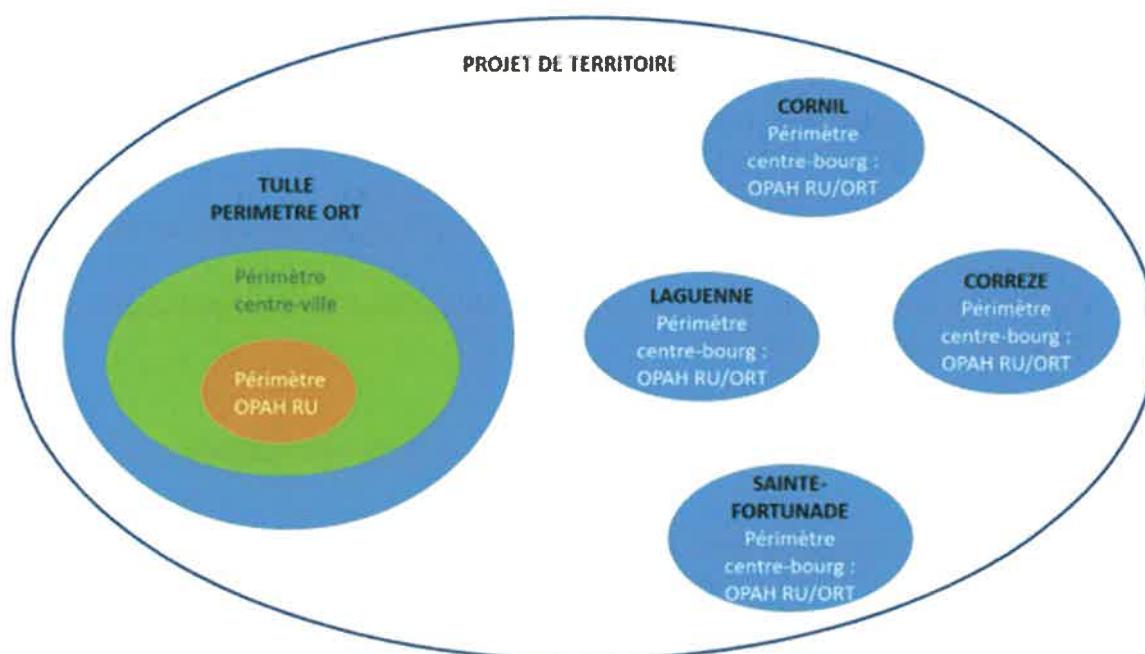 PROJET DE TERRITOIRE
TULLE
PERIMETRE ORT
Périmètre
centre-ville
Périmètre
OPAH RU
CORNIL
Périmètre
centre-bourg :
OPAH RU/ORT
LAGUENNE
Périmètre
centre-bourg :
OPAH RU/ORT
CORREZE
Périmètre
centre-bourg :
OPAH RU/ORT
SAINTE-
FORTUNADE
Périmètre
centre-bourg :
OPAH RU/ORT